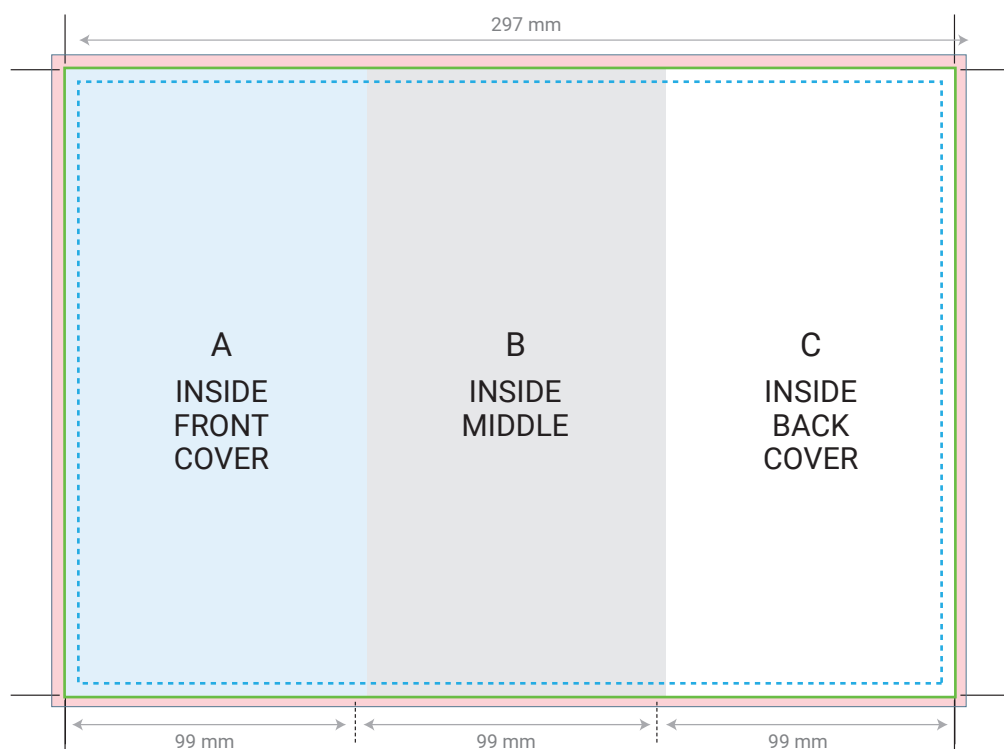 297 mm
A
INSIDE
FRONT
COVER
B
INSIDE
MIDDLE
C
INSIDE
BACK
COVER
99 mm
99 mm
99 mm